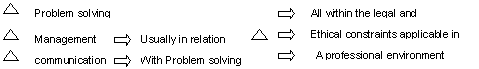 Problem solving All within the legal and
Management Usually in relation Ethical constraints applicable in
communication With Problem solving A professional environment